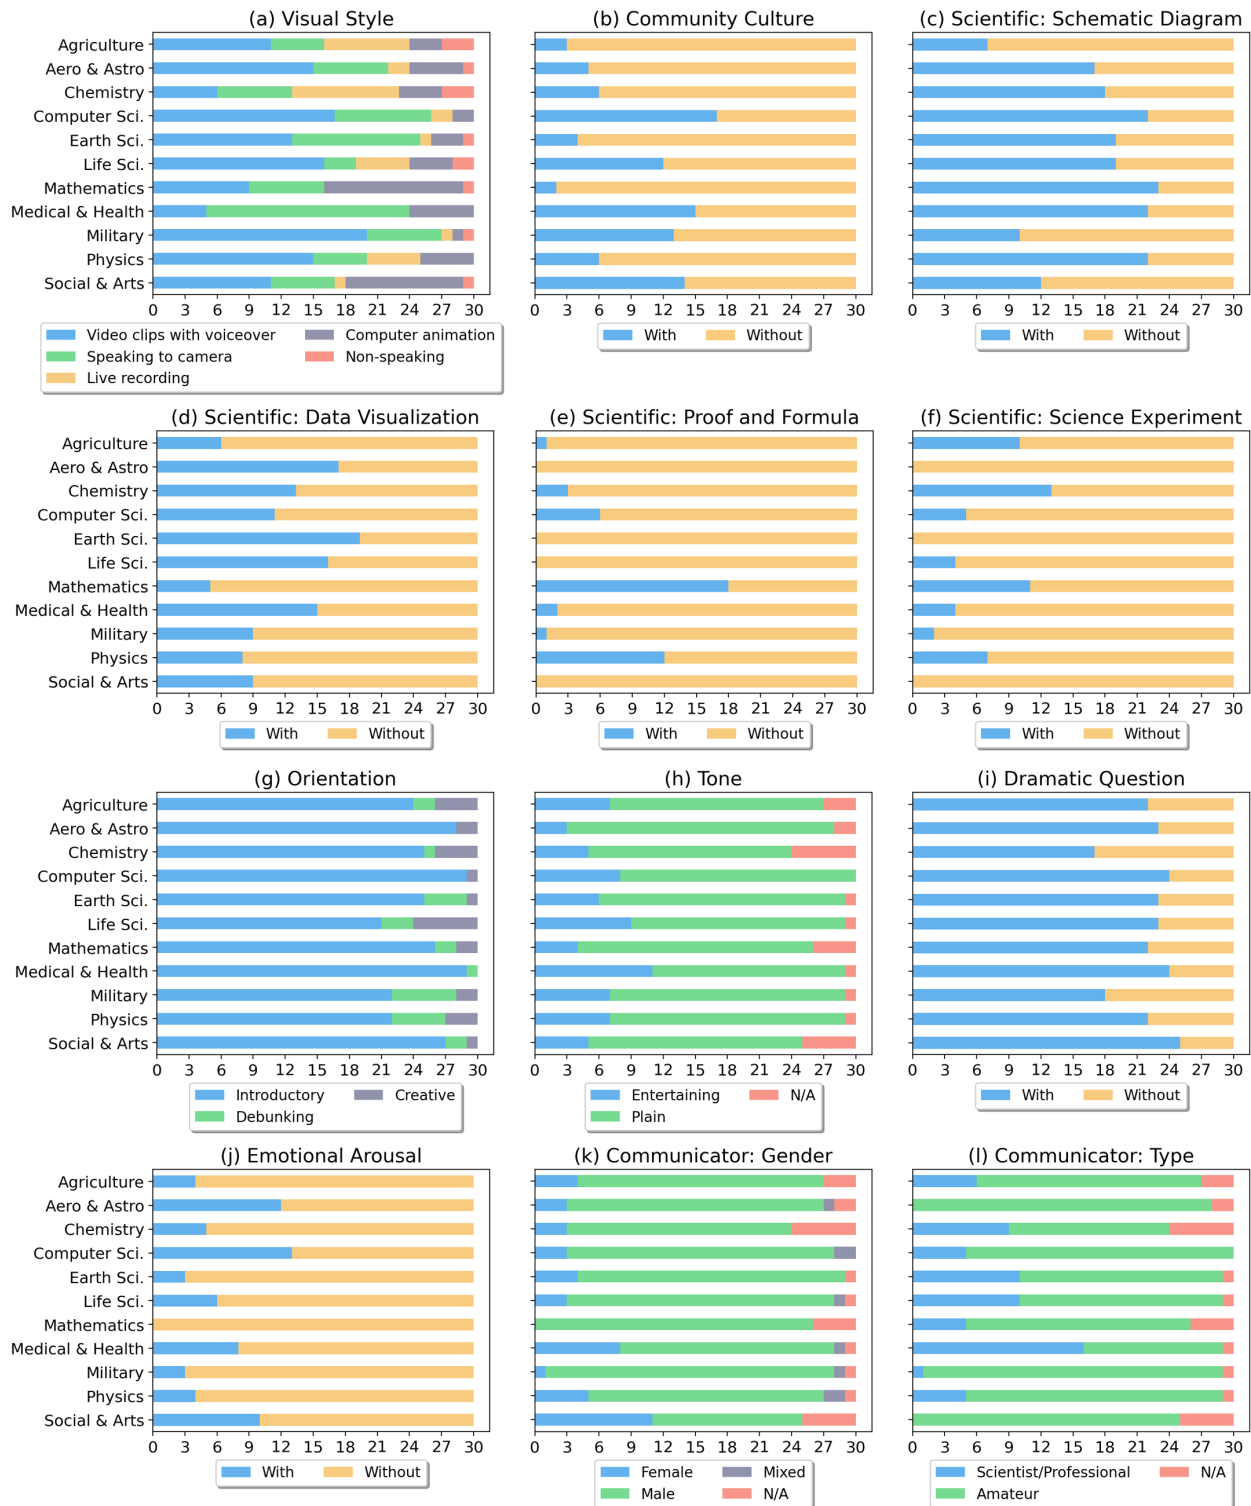 (a) Visual Style
(b) Community Culture
(c) Scientific: Schematic Diagram
Agriculture
Aero & Astro
Chemistry
Computer Sci.
Earth Sci.
Life Sci.
Mathematics
Medical & Health
Military
Physics
Social & Arts
0 3 6 9 12 15 18 21 24 27 30
0 3 6 9 12 15 18 21 24 27 30
0 3 6 9 12 15 18 21 24 27 30
Video clips with voiceover
Speaking to camera
Live recording
Computer animation
Non-speaking
With Without
With Without
(d) Scientific: Data Visualization
(e) Scientific: Proof and Formula
(f) Scientific: Science Experiment
Agriculture
Aero & Astro
Chemistry
Computer Sci.
Earth Sci.
Life Sci.
Mathematics
Medical & Health
Military
Physics
Social & Arts
0 3 6 9 12 15 18 21 24 27 30
0 3 6 9 12 15 18 21 24 27 30
0 3 6 9 12 15 18 21 24 27 30
With Without
With Without
With Without
(g) Orientation
(h) Tone
(i) Dramatic Question
Agriculture
Aero & Astro
Chemistry
Computer Sci.
Earth Sci.
Life Sci.
Mathematics
Medical & Health
Military
Physics
Social & Arts
0 3 6 9 12 15 18 21 24 27 30
0 3 6 9 12 15 18 21 24 27 30
0 3 6 9 12 15 18 21 24 27 30
Introductory
Debunking
Creative
Entertaining
Plain
N/A
With Without
(j) Emotional Arousal
(k) Communicator: Gender
(l) Communicator: Type
Agriculture
Aero & Astro
Chemistry
Computer Sci.
Earth Sci.
Life Sci.
Mathematics
Medical & Health
Military
Physics
Social & Arts
0 3 6 9 12 15 18 21 24 27 30
0 3 6 9 12 15 18 21 24 27 30
0 3 6 9 12 15 18 21 24 27 30
With Without
Female
Male
Mixed
N/A
Scientist/Professional
Amateur
N/A